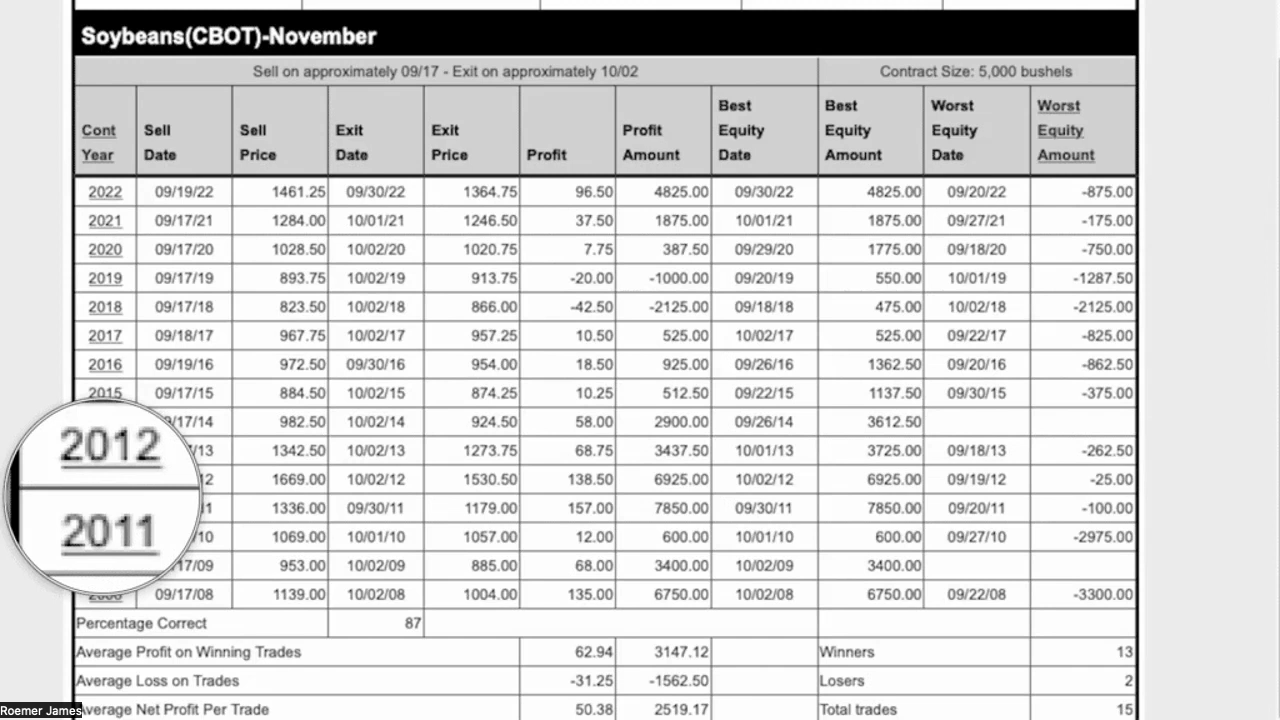 Soybeans(CBOT)-November
Sell on approximately 09/17 - Exit on approximately 10/02 Contract Size: 5,000 bushels
Cont Year Sell Date Sell Price Exit Date Exit Price Profit Profit Amount Best Equity Date Best Equity Amount Worst Equity Date Worst Equity Amount
2022 09/19/22 1461.25 09/30/22 1364.75 96.50 4825.00 09/30/22 4825.00 09/20/22 -875.00
2021 09/17/21 1284.00 10/01/21 1246.50 37.50 1875.00 10/01/21 1875.00 09/27/21 -175.00
2020 09/17/20 1028.50 10/02/20 1020.75 7.75 387.50 09/29/20 1775.00 09/18/20 -750.00
2019 09/17/19 893.75 10/02/19 913.75 -20.00 -1000.00 09/20/19 550.00 10/01/19 -1287.50
2018 09/17/18 823.50 10/02/18 866.00 -42.50 -2125.00 09/18/18 475.00 10/02/18 -2125.00
2017 09/18/17 967.75 10/02/17 957.25 10.50 525.00 10/02/17 525.00 09/22/17 -825.00
2016 09/19/16 972.50 09/30/16 954.00 18.50 925.00 09/26/16 1362.50 09/20/16 -862.50
2015 09/17/15 884.50 10/02/15 874.25 10.25 512.50 09/22/15 1137.50 09/30/15 -375.00
/17/14 982.50 10/02/14 924.50 58.00 2900.00 09/26/14 3612.50
2012 /13 1342.50 10/02/13 1273.75 68.75 3437.50 10/01/13 3725.00 09/18/13 -262.50
12 1669.00 10/02/12 1530.50 138.50 6925.00 10/02/12 6925.00 09/19/12 -25.00
2011 1336.00 09/30/11 1179.00 157.00 7850.00 09/30/11 7850.00 09/20/11 -100.00
/10 1069.00 10/01/10 1057.00 12.00 600.00 10/01/10 600.00 09/27/10 -2975.00
17/09 953.00 10/02/09 885.00 68.00 3400.00 10/02/09 3400.00
09/17/08 1139.00 10/02/08 1004.00 135.00 6750.00 10/02/08 6750.00 09/22/08 -3300.00
Percentage Correct 87
Average Profit on Winning Trades 62.94 3147.12 Winners 13
Average Loss on Trades -31.25 -1562.50 Losers 2
Average Net Profit Per Trade 50.38 2519.17 Total trades 15
Roemer James